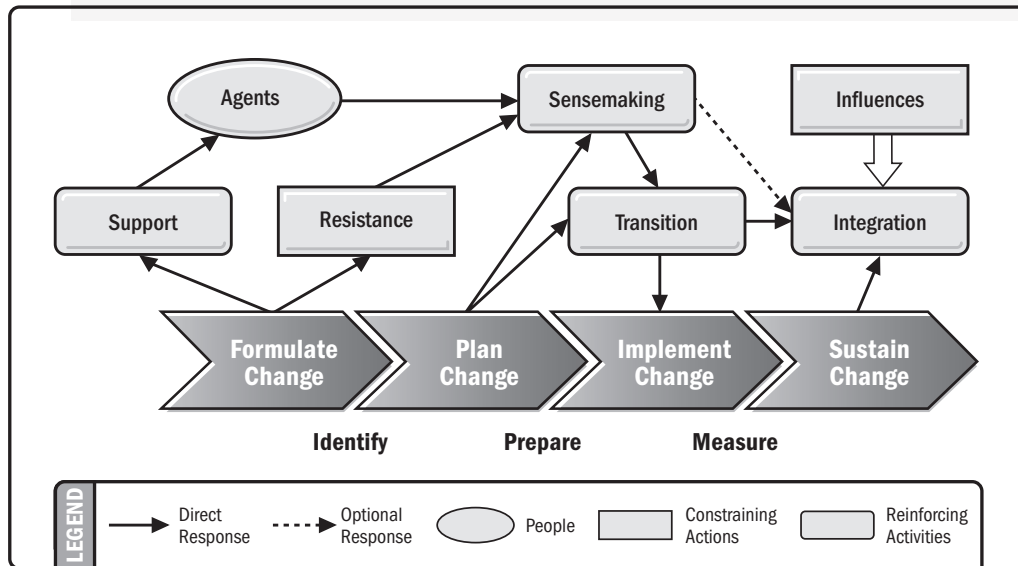 Agents
Sensemaking
Influences
Support
Resistance
Transition
Integration
Formulate
Change
Plan
Change
Implement
Change
Sustain
Change
Identify
Prepare
Measure
LEGEND
Direct
Response
Optional
Response
People
Constraining
Actions
Reinforcing
Activities